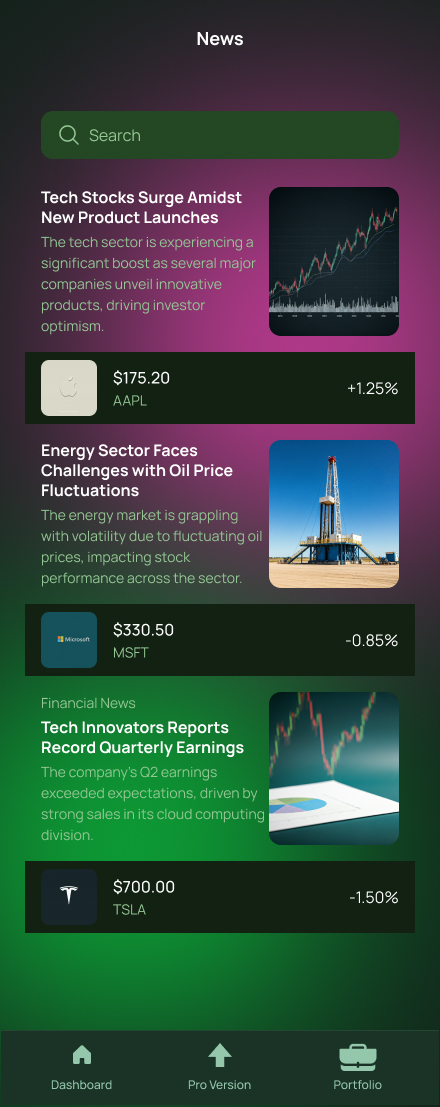 News
Search
Tech Stocks Surge Amidst
New Product Launches
The tech sector is experiencing a
significant boost as several major
companies unveil innovative
products, driving investor
optimism.
$175.20
AAPL
+1.25%
Energy Sector Faces
Challenges with Oil Price
Fluctuations
The energy market is grappling
with volatility due to fluctuating oil
prices, impacting stock
performance across the sector.
Microsoft
$330.50
MSFT
-0.85%
Financial News
Tech Innovators Reports
Record Quarterly Earnings
The company's Q2 earnings
exceeded expectations, driven by
strong sales in its cloud computing
division.
$700.00
TSLA
-1.50%
Dashboard
Pro Version
Portfolio